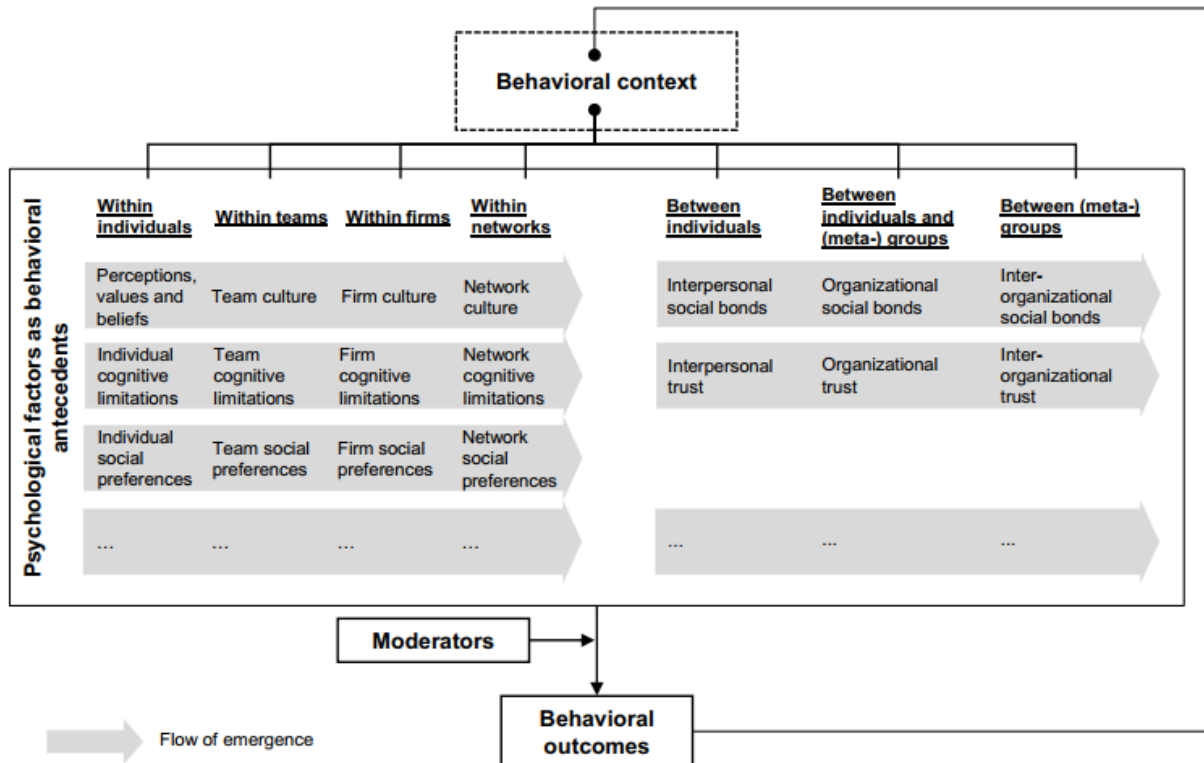 Behavioral context
Psychological factors as behavioral
antecedents
Within
individuals
Within teams
Within firms
Within
networks
Between
individuals
Between
individuals and
(meta-) groups
Between (meta-)
groups
Perceptions,
values and
beliefs
Team culture
Firm culture
Network
culture
Interpersonal
social bonds
Organizational
social bonds
Inter-
organizational
social bonds
Individual
cognitive
limitations
Team
cognitive
limitations
Firm
cognitive
limitations
Network
cognitive
limitations
Interpersonal
trust
Organizational
trust
Inter-
organizational
trust
Individual
social
preferences
Team social
preferences
Firm social
preferences
Network
social
preferences
...
...
...
...
...
...
...
Moderators
Behavioral
outcomes
Flow of emergence